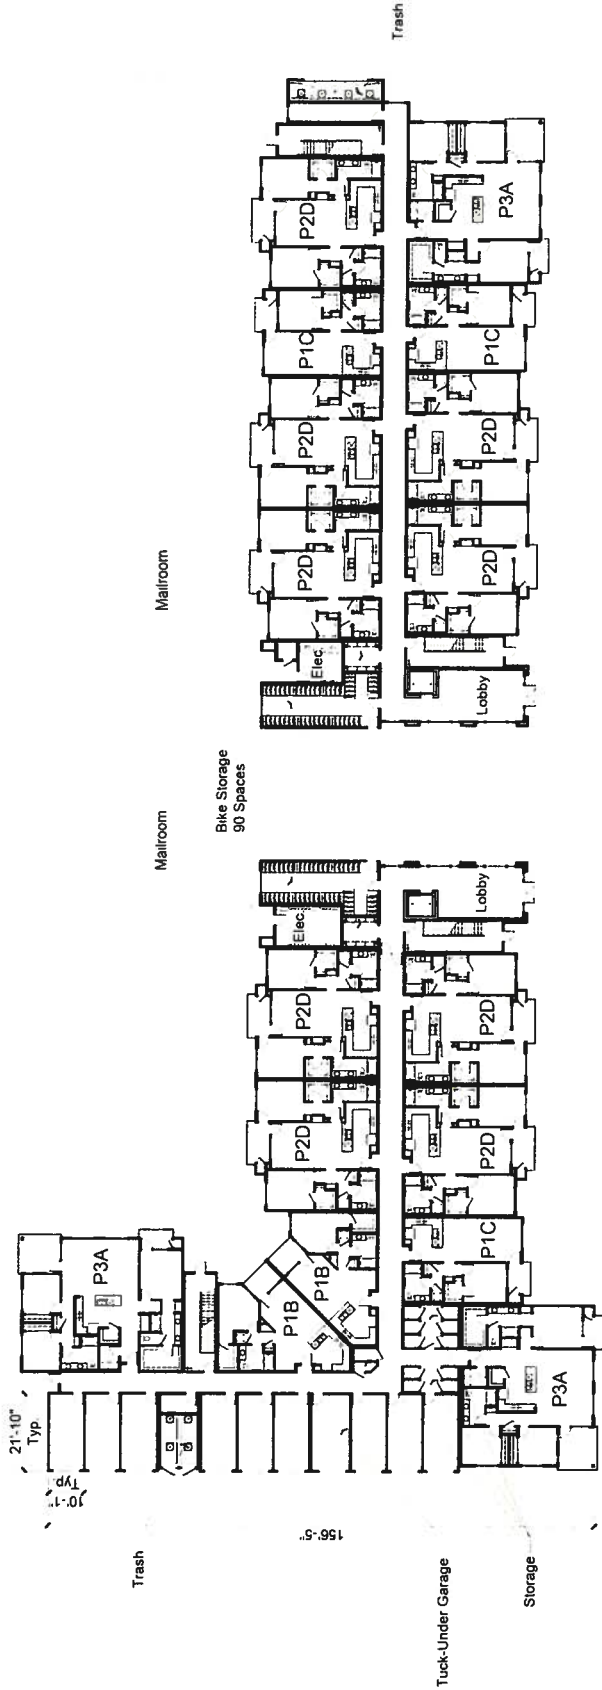 Trash
P2D
P3A
P1C
P1C
P2D
P2D
P2D
P2D
Mailroom
Elec.
Lobby
Bike Storage
90 Spaces
Mailroom
Elec.
Lobby
P2D
P2D
P2D
P2D
P1C
P3A
P1B
P1B
P3A
21'-10"
Typ.
10'-1"
Typ.
156'-5"
Trash
Tuck-Under Garage
Storage